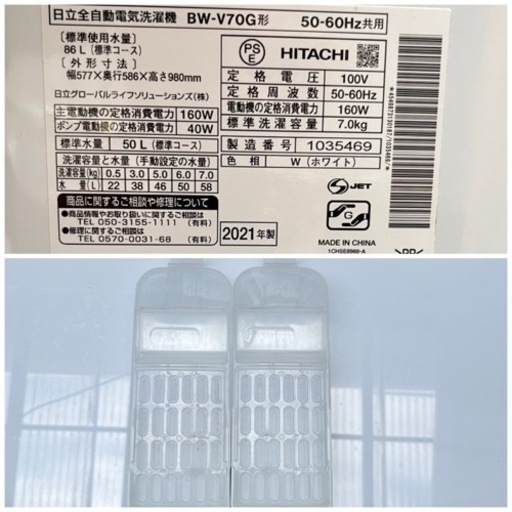 日立全自動電気洗濯機 BW-V70G形 50-60Hz共用
〔標準使用水量〕
86L（標準コース）
〔外形寸法〕
幅577×奥行586×高さ980mm
日立グローバルライフソリューションズ（株）
主電動機の定格消費電力 160W
ポンプ電動機の定格消費電力 40W
標準水量 50L（標準コース）
洗濯容量と水量（手動設定の水量）
洗濯容量（kg） 0.5 3.0 5.0 6.0 7.0
水量（L） 22 38 46 50 58
商品に関するご相談や修理について
●商品情報やお取り扱いに関するご相談
TEL 050-3155-1111（有料）
●修理に関するご相談
TEL 0570-0031-68（有料）
PS
E
HITACHI
定格電圧 100V
定格周波数 50-60Hz
電動機の定格消費電力 160W
標準洗濯容量 7.0kg
製造番号 1035469
色相 W（ホワイト）
S JET
G
2021年製
MADE IN CHINA